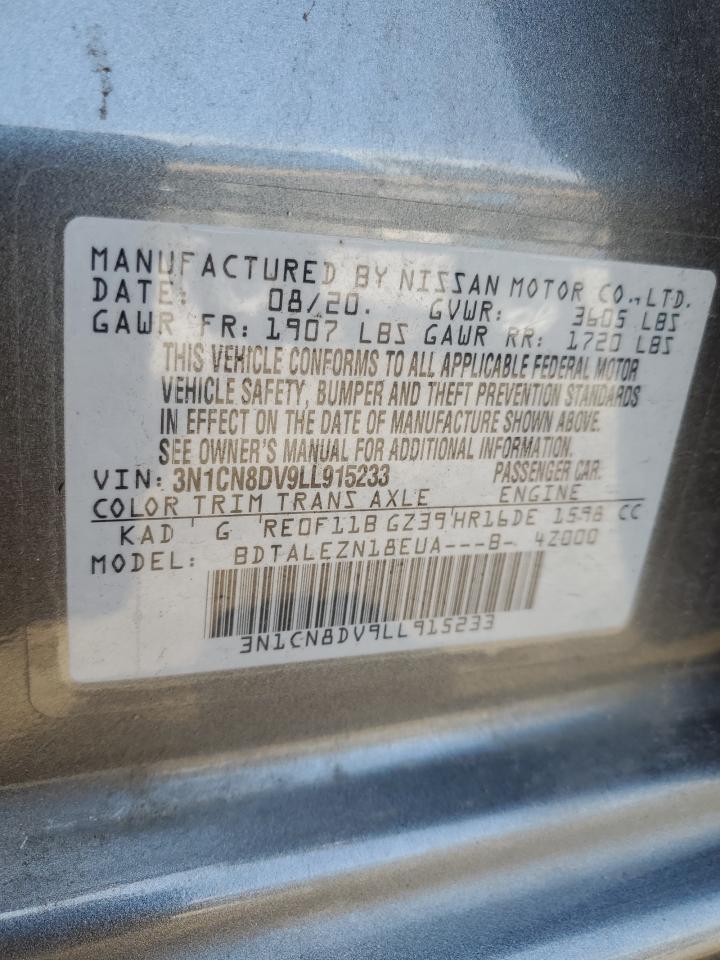 MANUFACTURED BY NISSAN MOTOR CO.,LTD.
DATE: 08/20. GVWR: 3605 LBS
GAWR FR: 1907 LBS GAWR RR: 1720 LBS
THIS VEHICLE CONFORMS TO ALL APPLICABLE FEDERAL MOTOR
VEHICLE SAFETY, BUMPER AND THEFT PREVENTION STANDARDS
IN EFFECT ON THE DATE OF MANUFACTURE SHOWN ABOVE.
SEE OWNER'S MANUAL FOR ADDITIONAL INFORMATION.
VIN: 3N1CN8DV9LL915233 PASSENGER CAR.
COLOR TRIM TRANS AXLE ENGINE
KAD G RE0F11B GZ39 HR16DE 1598 CC
MODEL: BDTALEZN18EUA---B- 4Z000
3N1CN8DV9LL915233